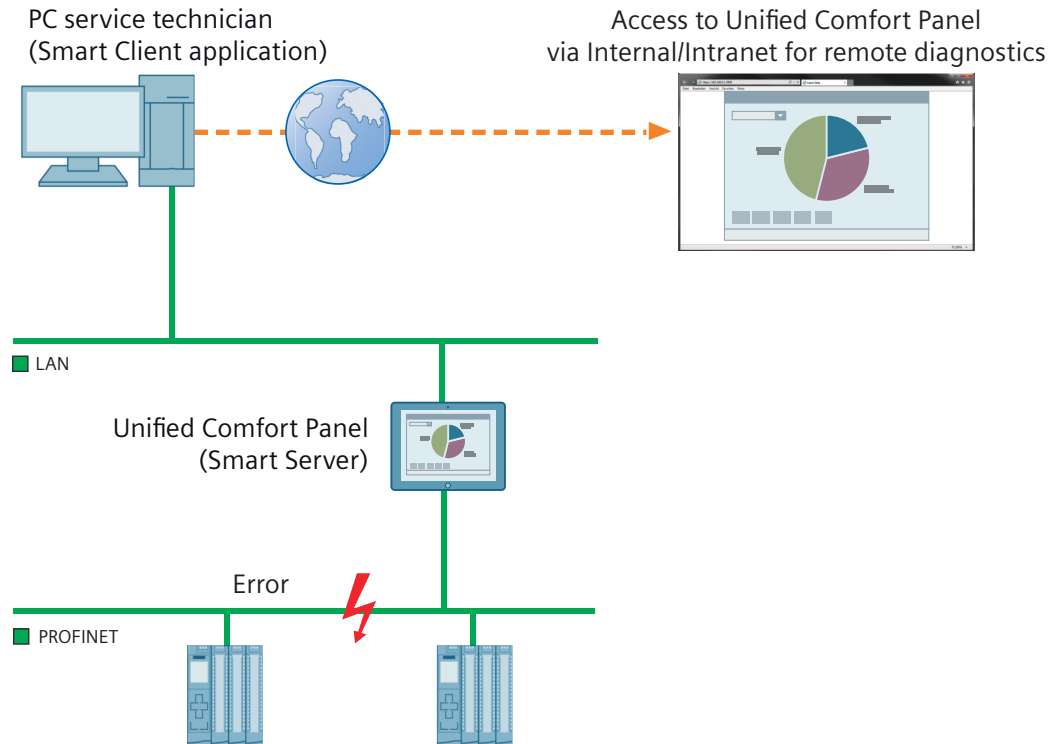 PC service technician
(Smart Client application)
Access to Unified Comfort Panel
via Internal/Intranet for remote diagnostics
LAN
Unified Comfort Panel
(Smart Server)
Error
PROFINET